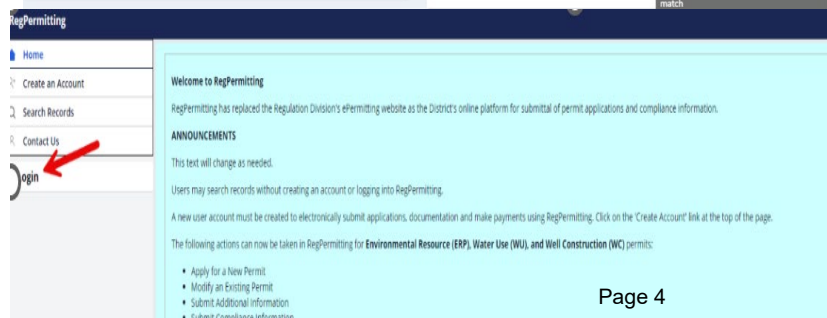 match
RegPermitting
Home
Create an Account
Search Records
Contact Us
ogin
Welcome to RegPermitting
RegPermitting has replaced the Regulation Division's ePermitting website as the District's online platform for submittal of permit applications and compliance information.
ANNOUNCEMENTS
This text will change as needed.
Users may search records without creating an account or logging into RegPermitting.
A new user account must be created to electronically submit applications, documentation and make payments using RegPermitting. Click on the 'Create Account' link at the top of the page.
The following actions can now be taken in RegPermitting for Environmental Resource (ERP), Water Use (WU), and Well Construction (WC) permits:
• Apply for a New Permit
• Modify an Existing Permit
• Submit Additional Information
• Submit Compliance Information
Page 4